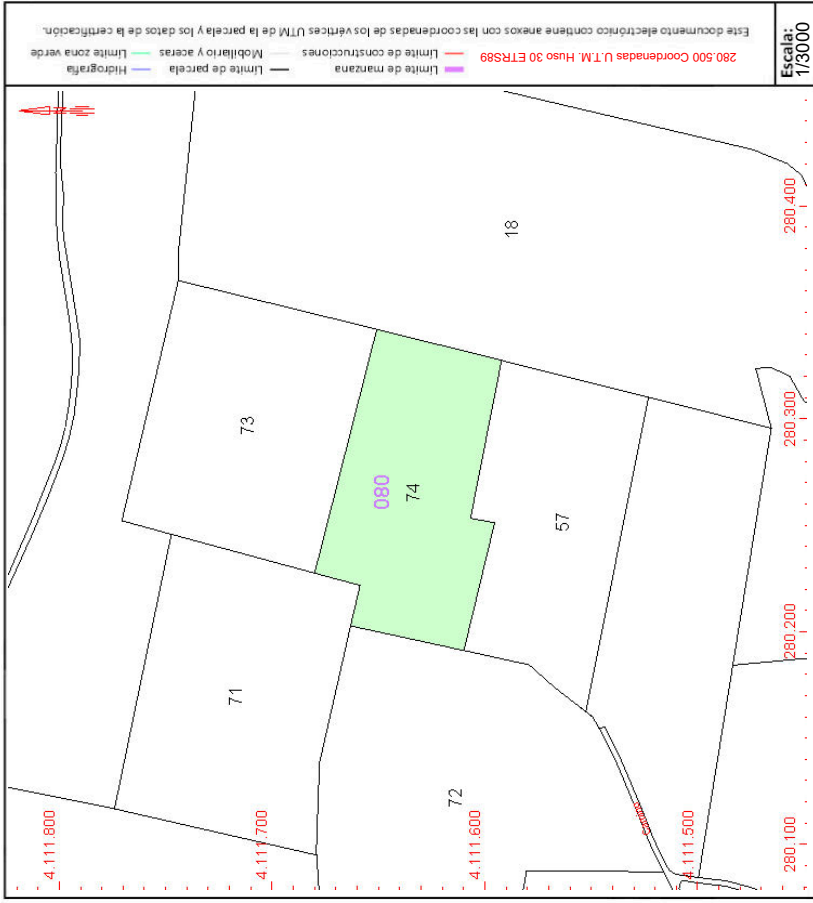 Este documento electrónico contiene anexos con las coordenadas de los vértices UTM de la parcela y los datos de la certificación.
280.500 Coordenadas U.T.M. Huso 30 ETRS89
Límite de manzana
Límite de parcela
Hidrografía
Límite de construcciones
Mobiliario y aceras
Límite zona verde
Escala:
1/3000
4.111.800
4.111.700
4.111.600
4.111.500
280.100
280.200
280.300
280.400
73
71
080
74
18
57
72